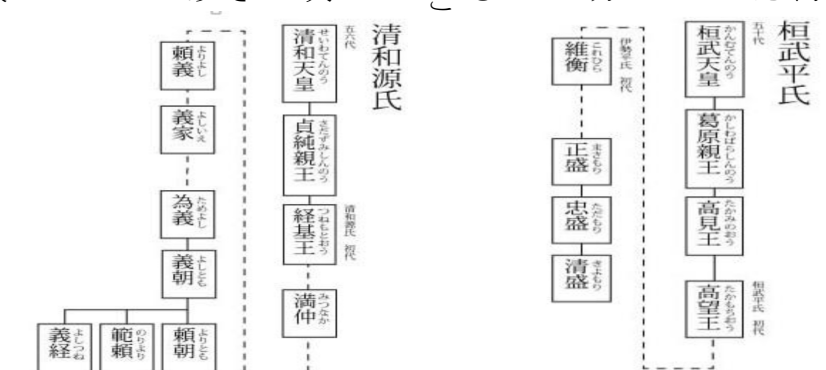 桓武平氏
五十代
かんむてんのう
桓武天皇
かしわばらしんのう
葛原親王
たかみのおう
高見王
桓武平氏 初代
たかもちおう
高望王
伊勢平氏 初代
これひら
維衡
まさもり
正盛
ただもり
忠盛
きよもり
清盛
清和源氏
五六代
せいわてんのう
清和天皇
さだずみしんのう
貞純親王
清和源氏 初代
つねもとおう
経基王
みつなか
満仲
よりよし
頼義
よしいえ
義家
ためよし
為義
よしとも
義朝
よりとも
頼朝
のりより
範頼
よしつね
義経